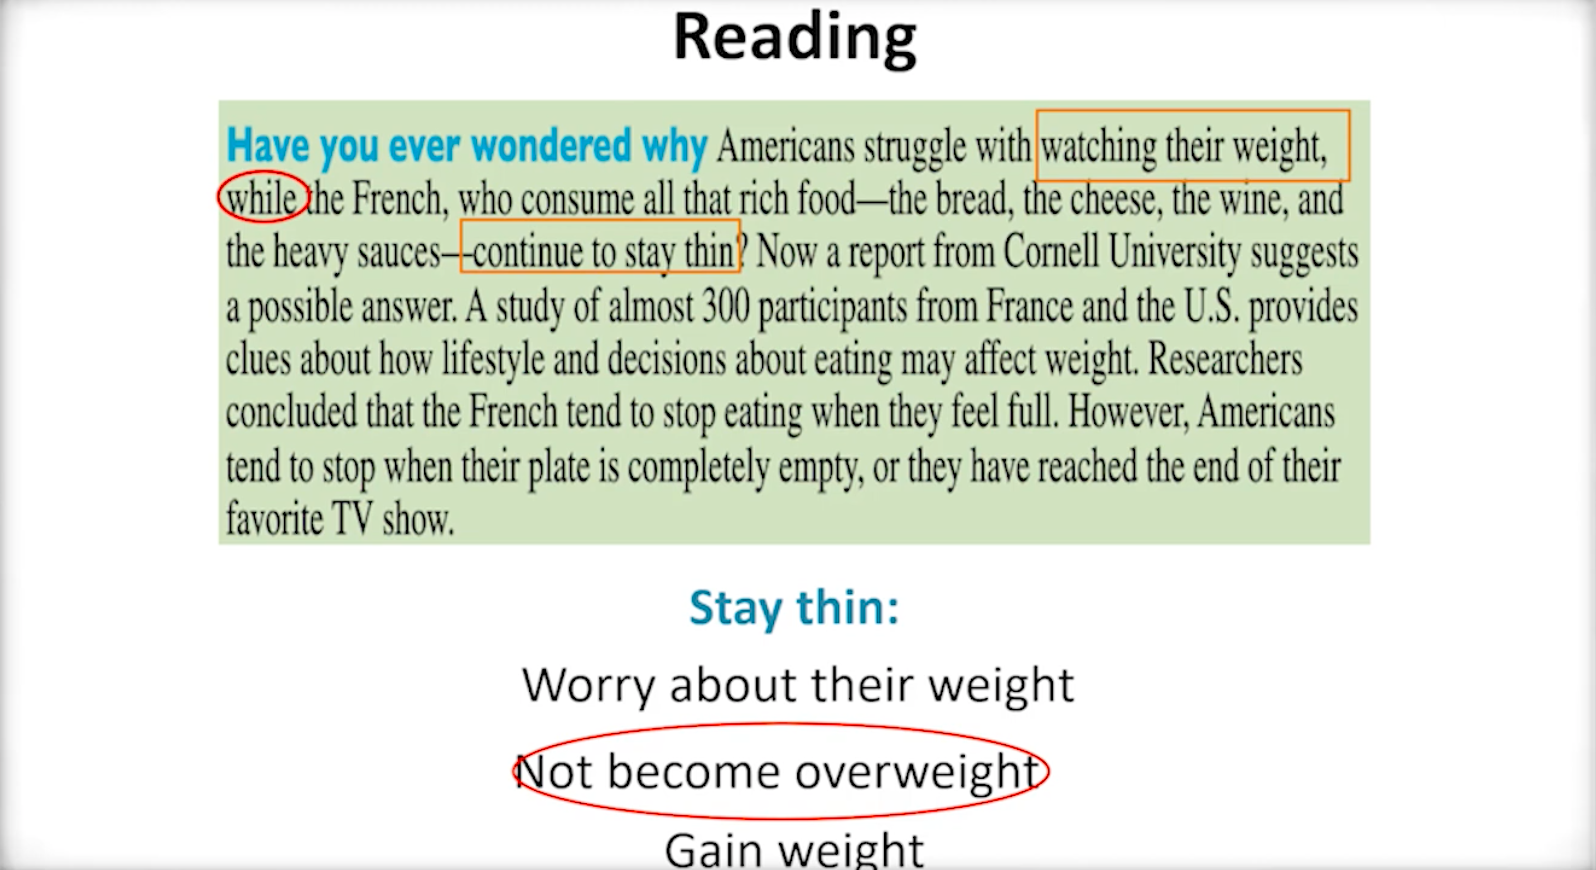 Reading
Have you ever wondered why Americans struggle with watching their weight,
while the French, who consume all that rich food—the bread, the cheese, the wine, and
the heavy sauces—continue to stay thin? Now a report from Cornell University suggests
a possible answer. A study of almost 300 participants from France and the U.S. provides
clues about how lifestyle and decisions about eating may affect weight. Researchers
concluded that the French tend to stop eating when they feel full. However, Americans
tend to stop when their plate is completely empty, or they have reached the end of their
favorite TV show.
Stay thin:
Worry about their weight
Not become overweight
Gain weight